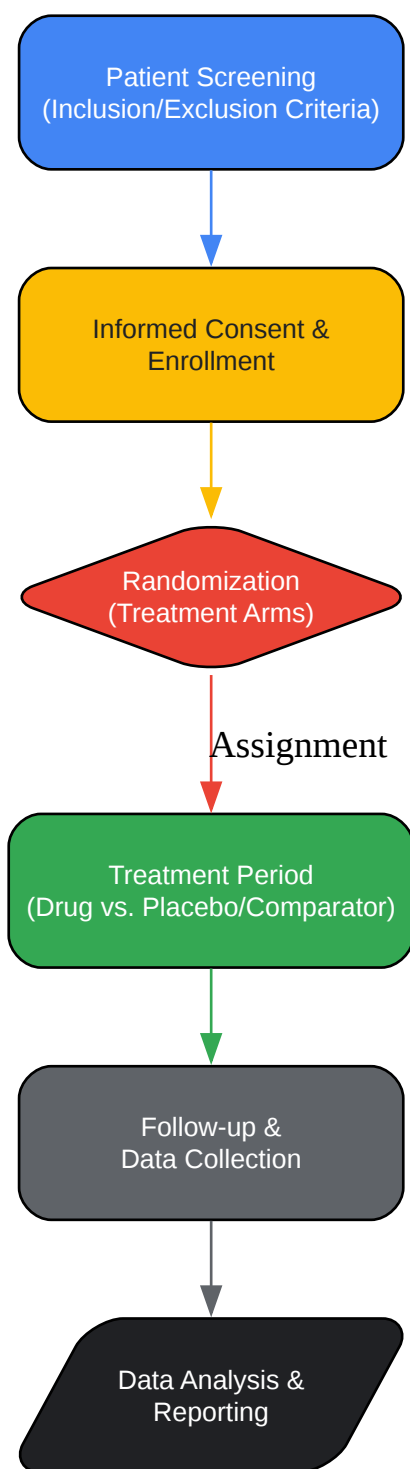 Patient Screening
(Inclusion/Exclusion Criteria)
Informed Consent &
Enrollment
Randomization
(Treatment Arms)
Assignment
Treatment Period
(Drug vs. Placebo/Comparator)
Follow-up &
Data Collection
Data Analysis &
Reporting